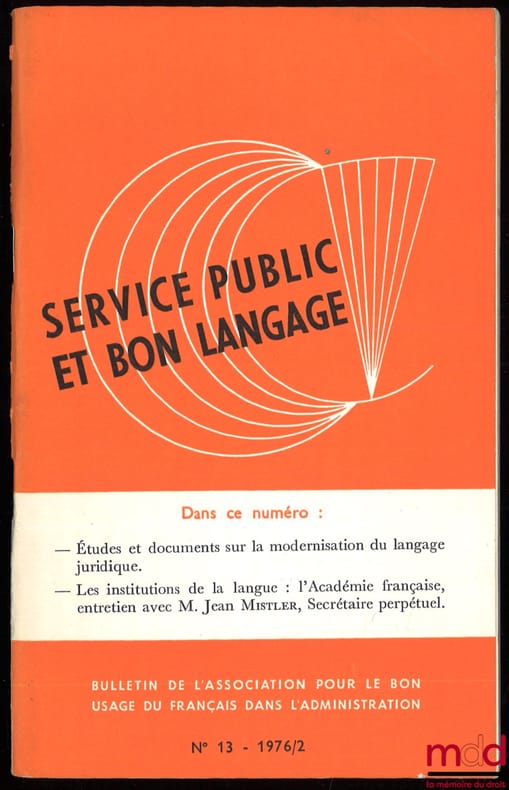 SERVICE PUBLIC
ET BON LANGAGE
Dans ce numéro :
— Études et documents sur la modernisation du langage
juridique.
— Les institutions de la langue : l'Académie française,
entretien avec M. Jean MISTLER, Secrétaire perpétuel.
BULLETIN DE L'ASSOCIATION POUR LE BON
USAGE DU FRANÇAIS DANS L'ADMINISTRATION
N° 13 - 1976/2
mdd
la mémoire du droit